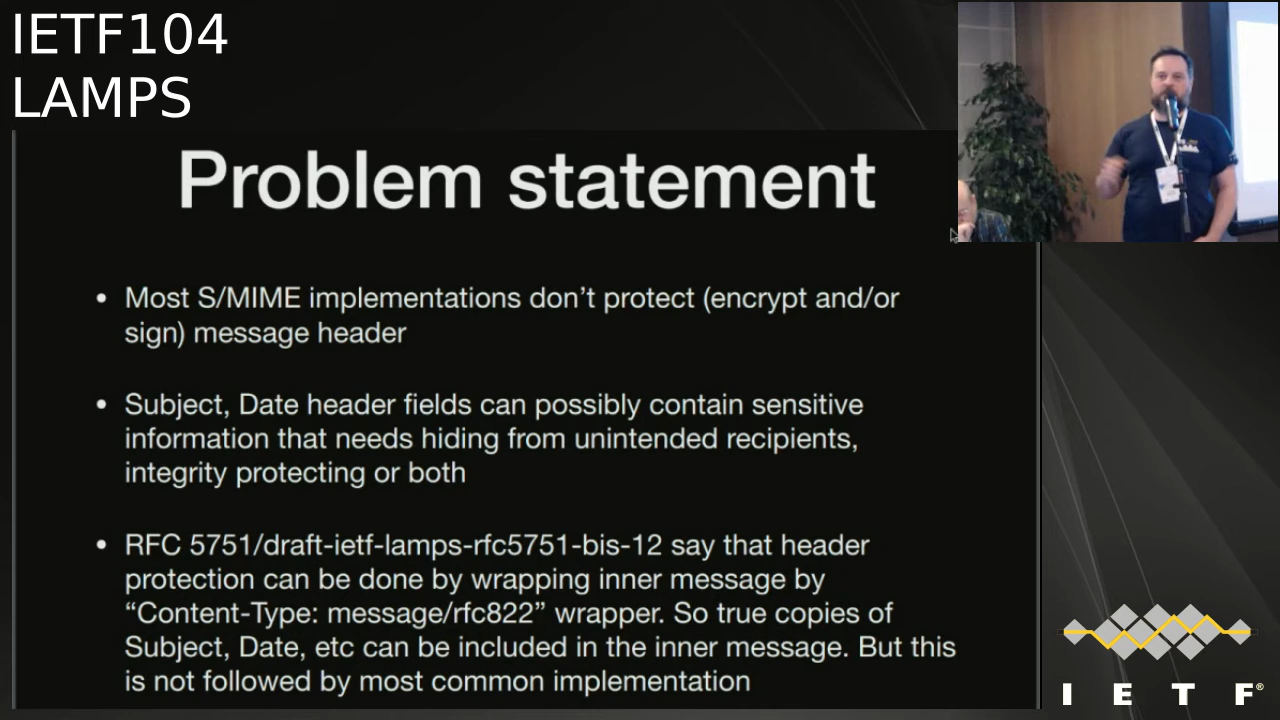 IETF104
LAMPS
Problem statement
• Most S/MIME implementations don’t protect (encrypt and/or
sign) message header
• Subject, Date header fields can possibly contain sensitive
information that needs hiding from unintended recipients,
integrity protecting or both
• RFC 5751/draft-ietf-lamps-rfc5751-bis-12 say that header
protection can be done by wrapping inner message by
“Content-Type: message/rfc822” wrapper. So true copies of
Subject, Date, etc can be included in the inner message. But this
is not followed by most common implementation
I E T F®